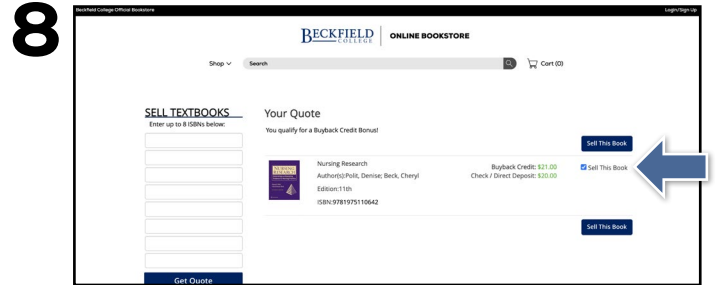 8
Beckfield College Official Bookstore
Login/Sign Up
BECKFIELD
COLLEGE
ONLINE BOOKSTORE
Shop
Search
Cart (0)
SELL TEXTBOOKS
Enter up to 8 ISBNs below:
Get Quote
Your Quote
You qualify for a Buyback Credit Bonus!
Sell This Book
NURSING
RESEARCH
Nursing Research
Author(s):Polit, Denise; Beck, Cheryl
Edition:11th
ISBN:9781975110642
Buyback Credit: $21.00
Check / Direct Deposit: $20.00
Sell This Book
Sell This Book